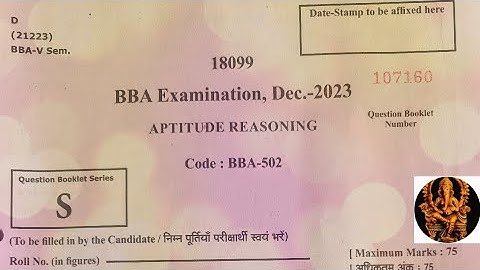 D
(21223)
BBA-V Sem.
Date-Stamp to be affixed here
18099
107160
BBA Examination, Dec.-2023
Question Booklet
Number
APTITUDE REASONING
Code : BBA-502
Question Booklet Series
S
(To be filled in by the Candidate / निम्न पूर्तियाँ परीक्षार्थी स्वयं भरें)
Roll No. (in figures)
[ Maximum Marks : 75
[ अधिकतम अंक : 75